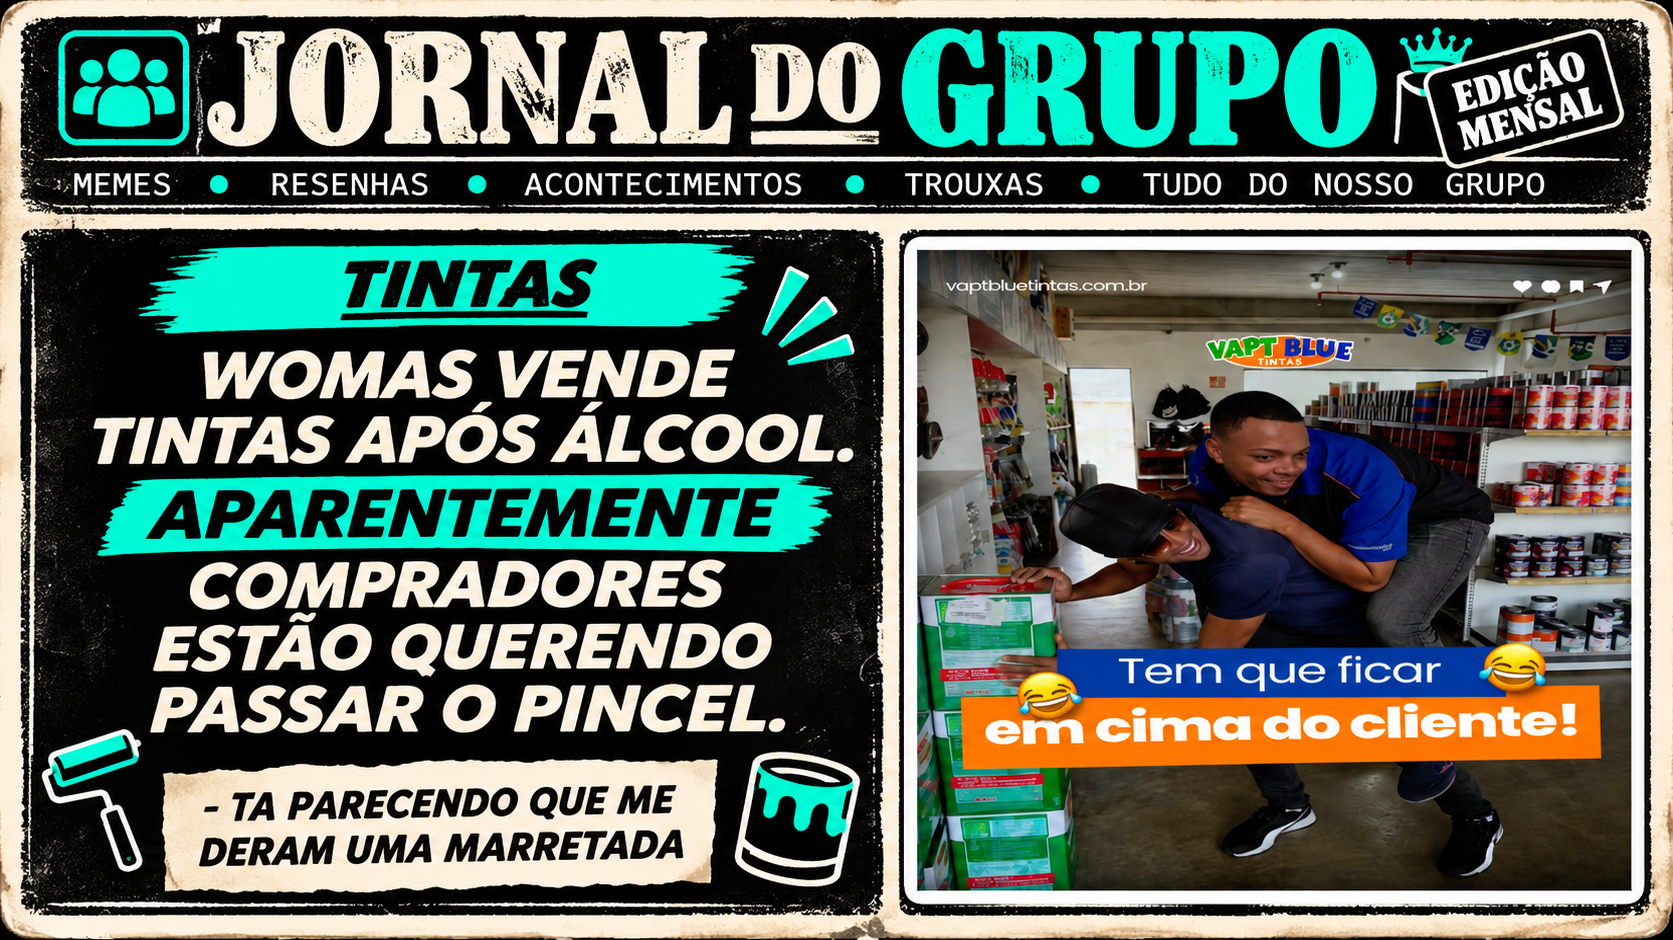 JORNAL DO GRUPO
EDIÇÃO
MENSAL
MEMES • RESENHAS • ACONTECIMENTOS • TROUXAS • TUDO DO NOSSO GRUPO
TINTAS
WOMAS VENDE
TINTAS APÓS ÁLCOOL.
APARENTEMENTE
COMPRADORES
ESTÃO QUERENDO
PASSAR O PINCEL.
- TA PARECENDO QUE ME
DERAM UMA MARRETADA
vaptbluetintas.com.br
VAPT BLUE
TINTAS
Tem que ficar
em cima do cliente!